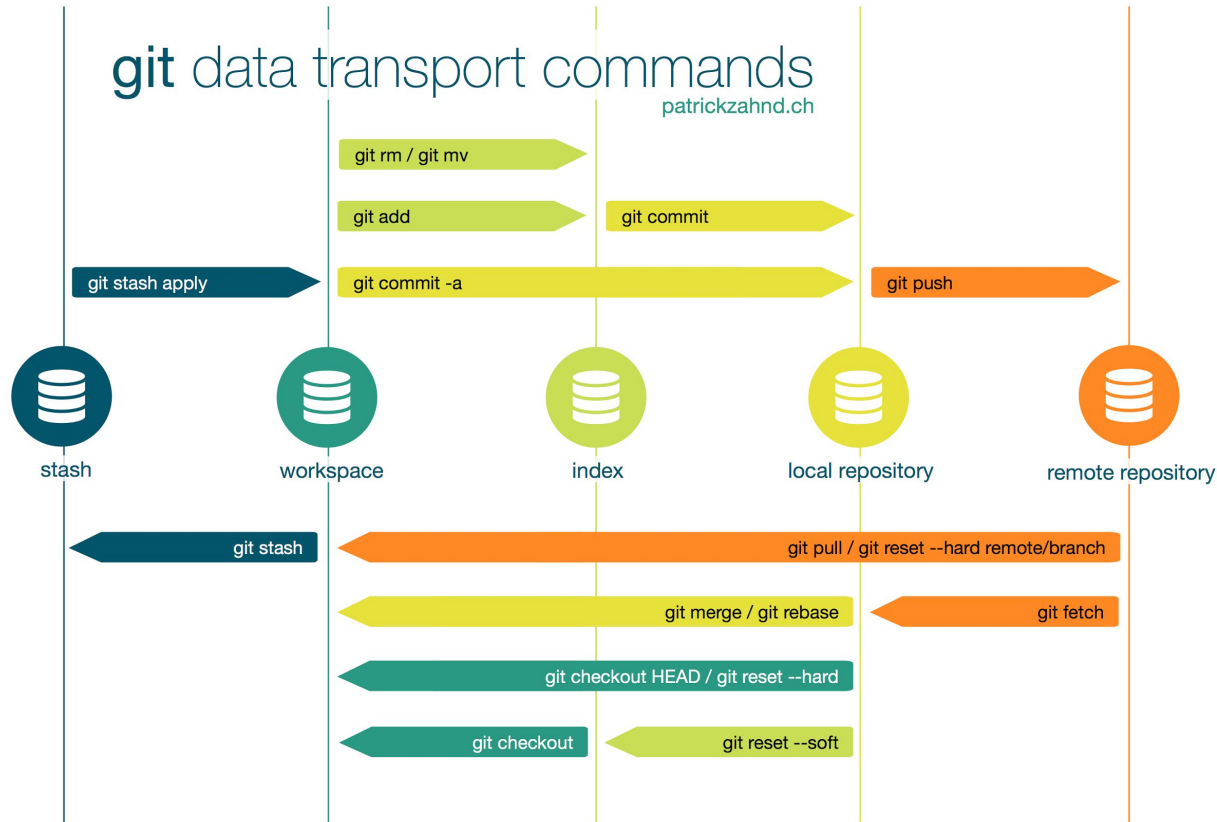 git data transport commands
patrickzahnd.ch
git rm / git mv
git add
git commit
git stash apply
git commit -a
git push
stash
workspace
index
local repository
remote repository
git stash
git pull / git reset --hard remote/branch
git merge / git rebase
git fetch
git checkout HEAD / git reset --hard
git checkout
git reset --soft